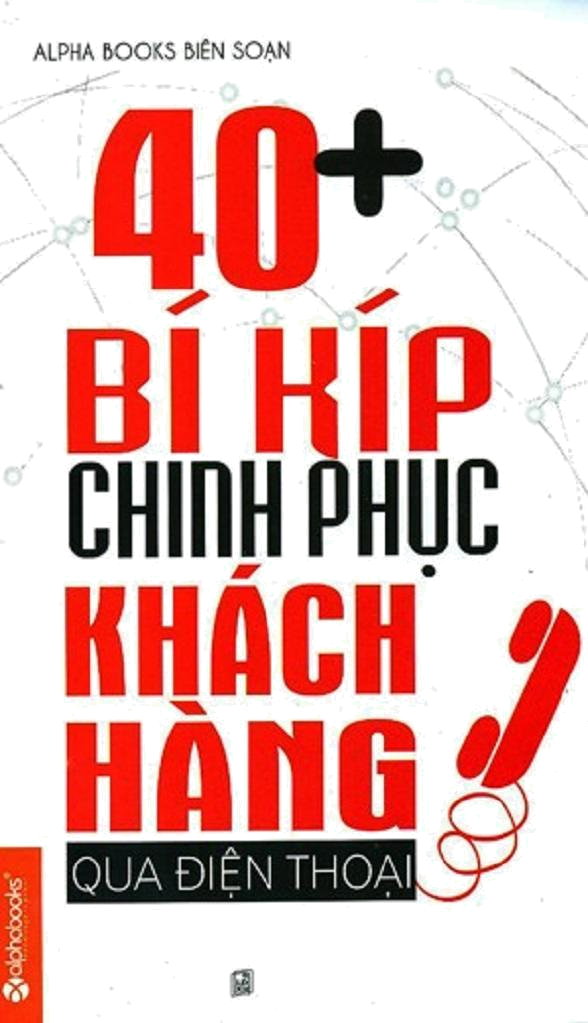 ALPHA BOOKS BIÊN SOẠN
40+
BÍ KÍP
CHINH PHỤC
KHÁCH
HÀNG
QUA ĐIỆN THOẠI
alphabooks®